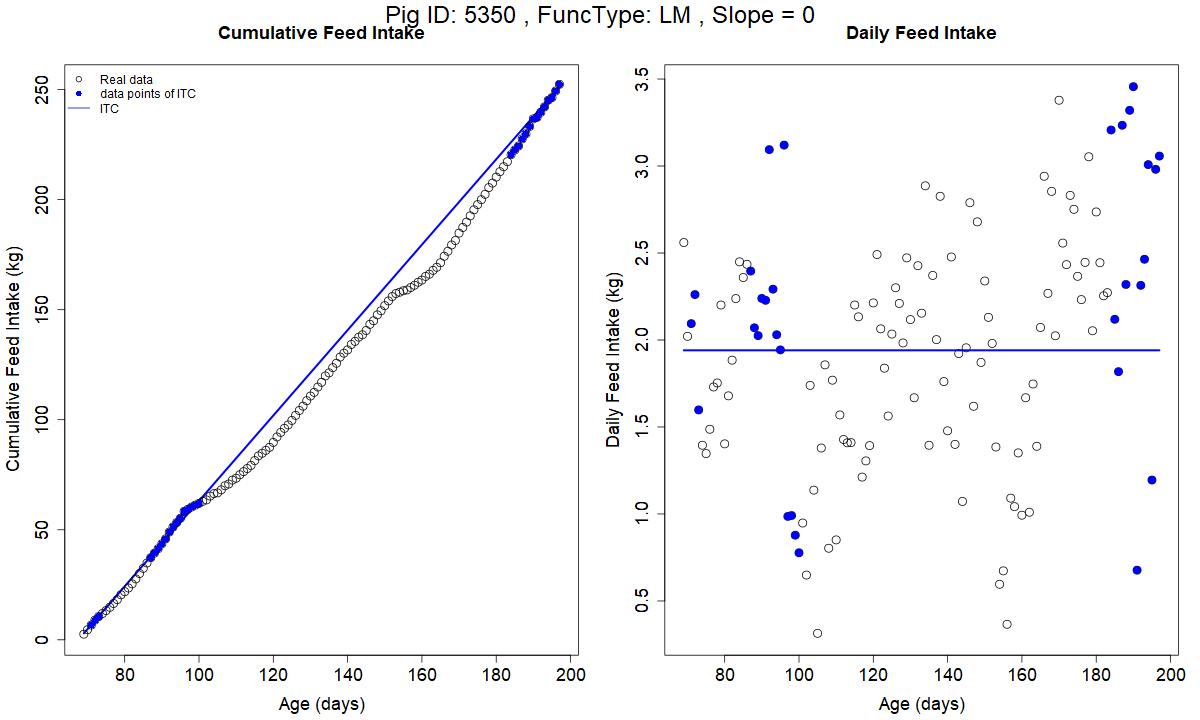 Pig ID: 5350 , FuncType: LM , Slope = 0
Cumulative Feed Intake
Daily Feed Intake
Real data
data points of ITC
ITC
Cumulative Feed Intake (kg)
0
50
100
150
200
250
80
100
120
140
160
180
200
Age (days)
Daily Feed Intake (kg)
0.5
1.0
1.5
2.0
2.5
3.0
3.5
80
100
120
140
160
180
200
Age (days)